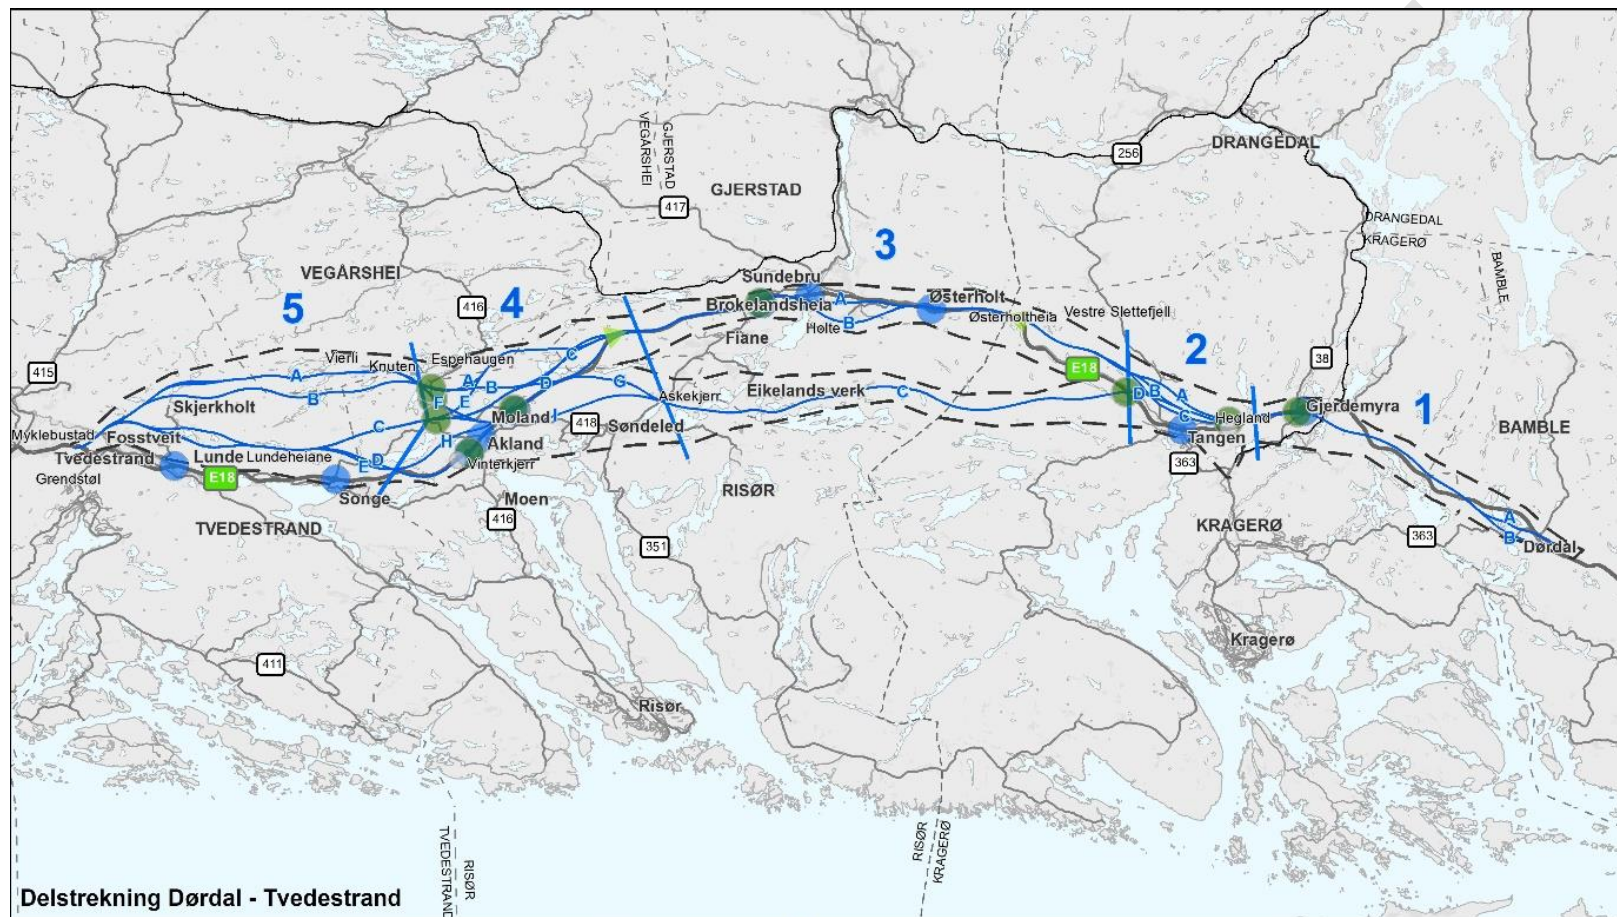 256
DRANGEDAL
GJERSTAD
VEGÅRSHEI
GJERSTAD
417
DRANGEDAL
KRAGERØ
3
BAMBLE
VEGÅRSHEI
Sundebru
5
416
4
Brokelandsheia
A
Østerholt
Østerholtheia
Vestre Slettefjell
B
Holte
Fiane
2
38
415
Vierli
Knuten
Espehaugen
C
E18
A
A
B
D
G
Eikelands verk
C
D
B
A
B
F
E
Askekjerr
C
Hegland
Gjerdemyra
1
Skjerkholt
Moland
I
418
Søndeled
BAMBLE
C
Myklebustad
Fosstveit
H
Akland
Tangen
Tvedestrand
Lunde
Lundeheiane
D
E
Vinterkjerr
363
Grendstøl
E18
Songe
Moen
RISØR
A
B
Dørdal
TVEDESTRAND
416
KRAGERØ
363
351
Kragerø
411
Risør
TVEDESTRAND
RISØR
RISØR
KRAGERØ
Delstrekning Dørdal - Tvedestrand